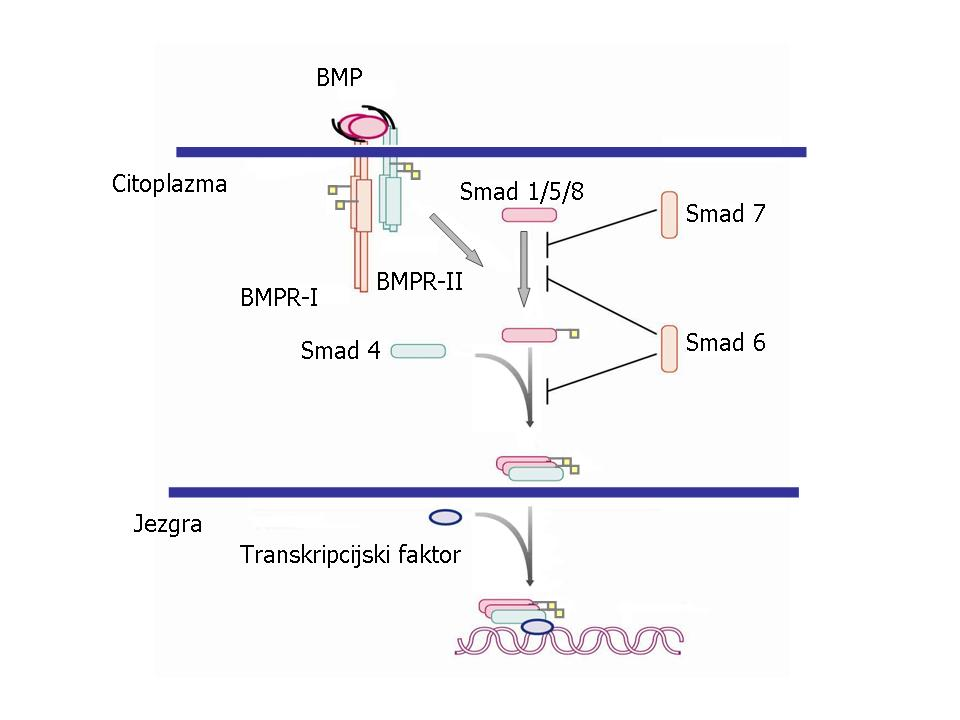 BMP
Citoplazma
Smad 1/5/8
Smad 7
BMPR-II
BMPR-I
Smad 4
Smad 6
Jezgra
Transkripcijski faktor